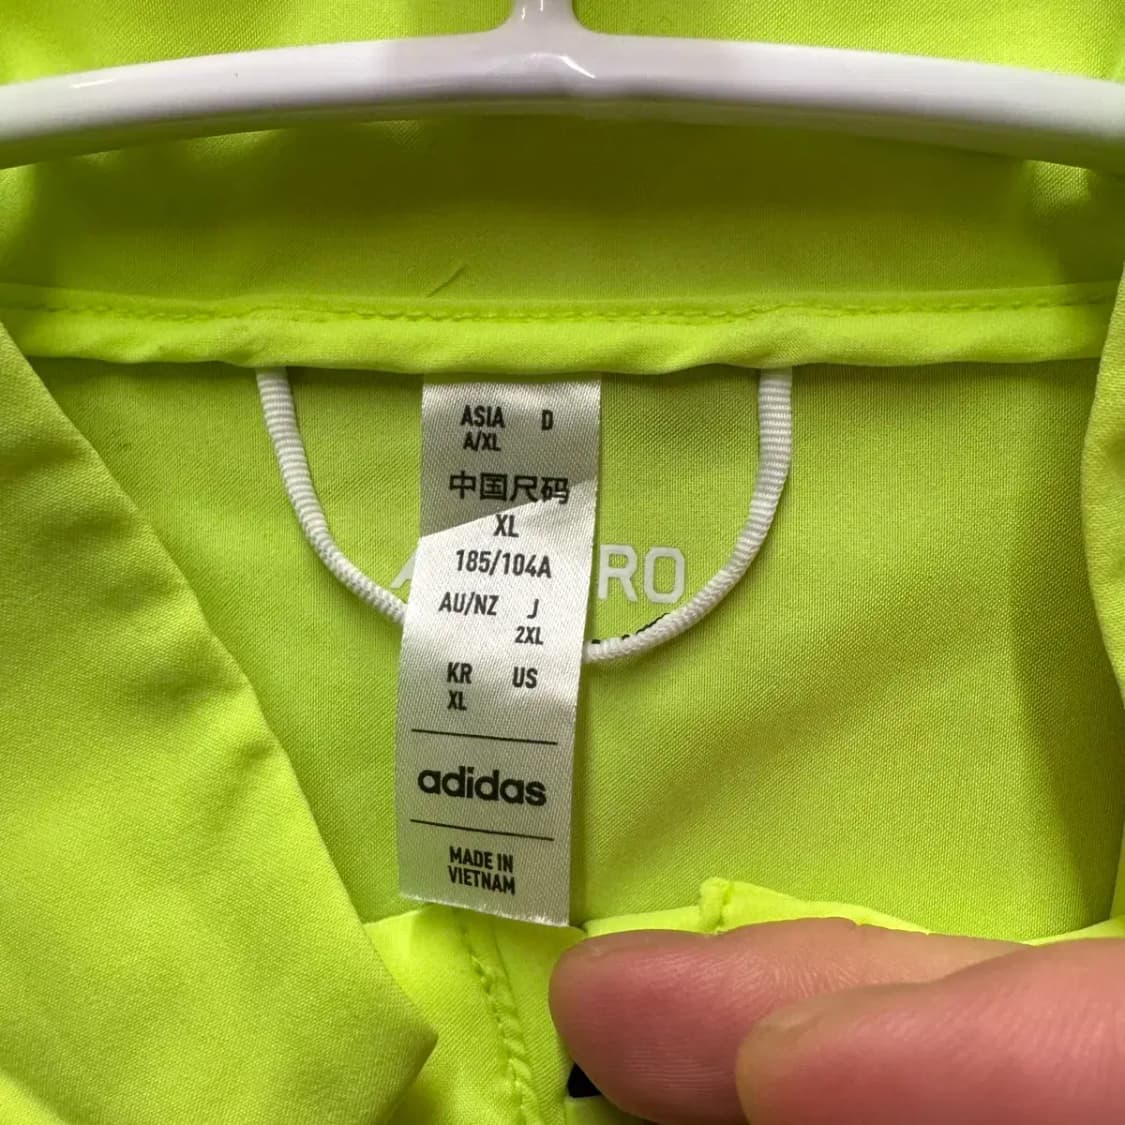 ASIA D
A/XL
中国尺码
XL
185/104A
AU/NZ J
2XL
KR US
XL
adidas
MADE IN
VIETNAM
RO